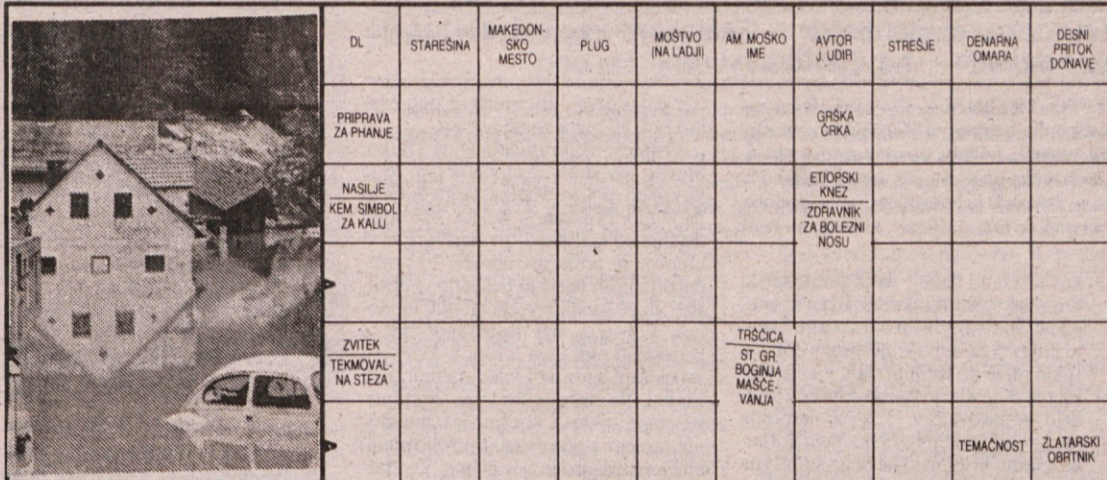 DL
STAREŠINA
MAKEDON-
SKO
MESTO
PLUG
MOŠTVO
(NA LADJI)
AM. MOŠKO
IME
AVTOR
J. UDIR
STREŠJE
DENARNA
OMARA
DESNI
PRITOK
DONAVE
PRIPRAVA
ZA PHANJE
GRŠKA
ČRKA
NASILJE
KEM. SIMBOL
ZA KALIJ
ETIOPSKI
KNEZ
ZDRAVNIK
ZA BOLEZNI
NOSU
ZVITEK
TEKMOVAL-
NA STEZA
TRŠČICA
ST. GR.
BOGINJA
MAŠČE-
VANJA
TEMAČNOST
ZLATARSKI
OBRTNIK